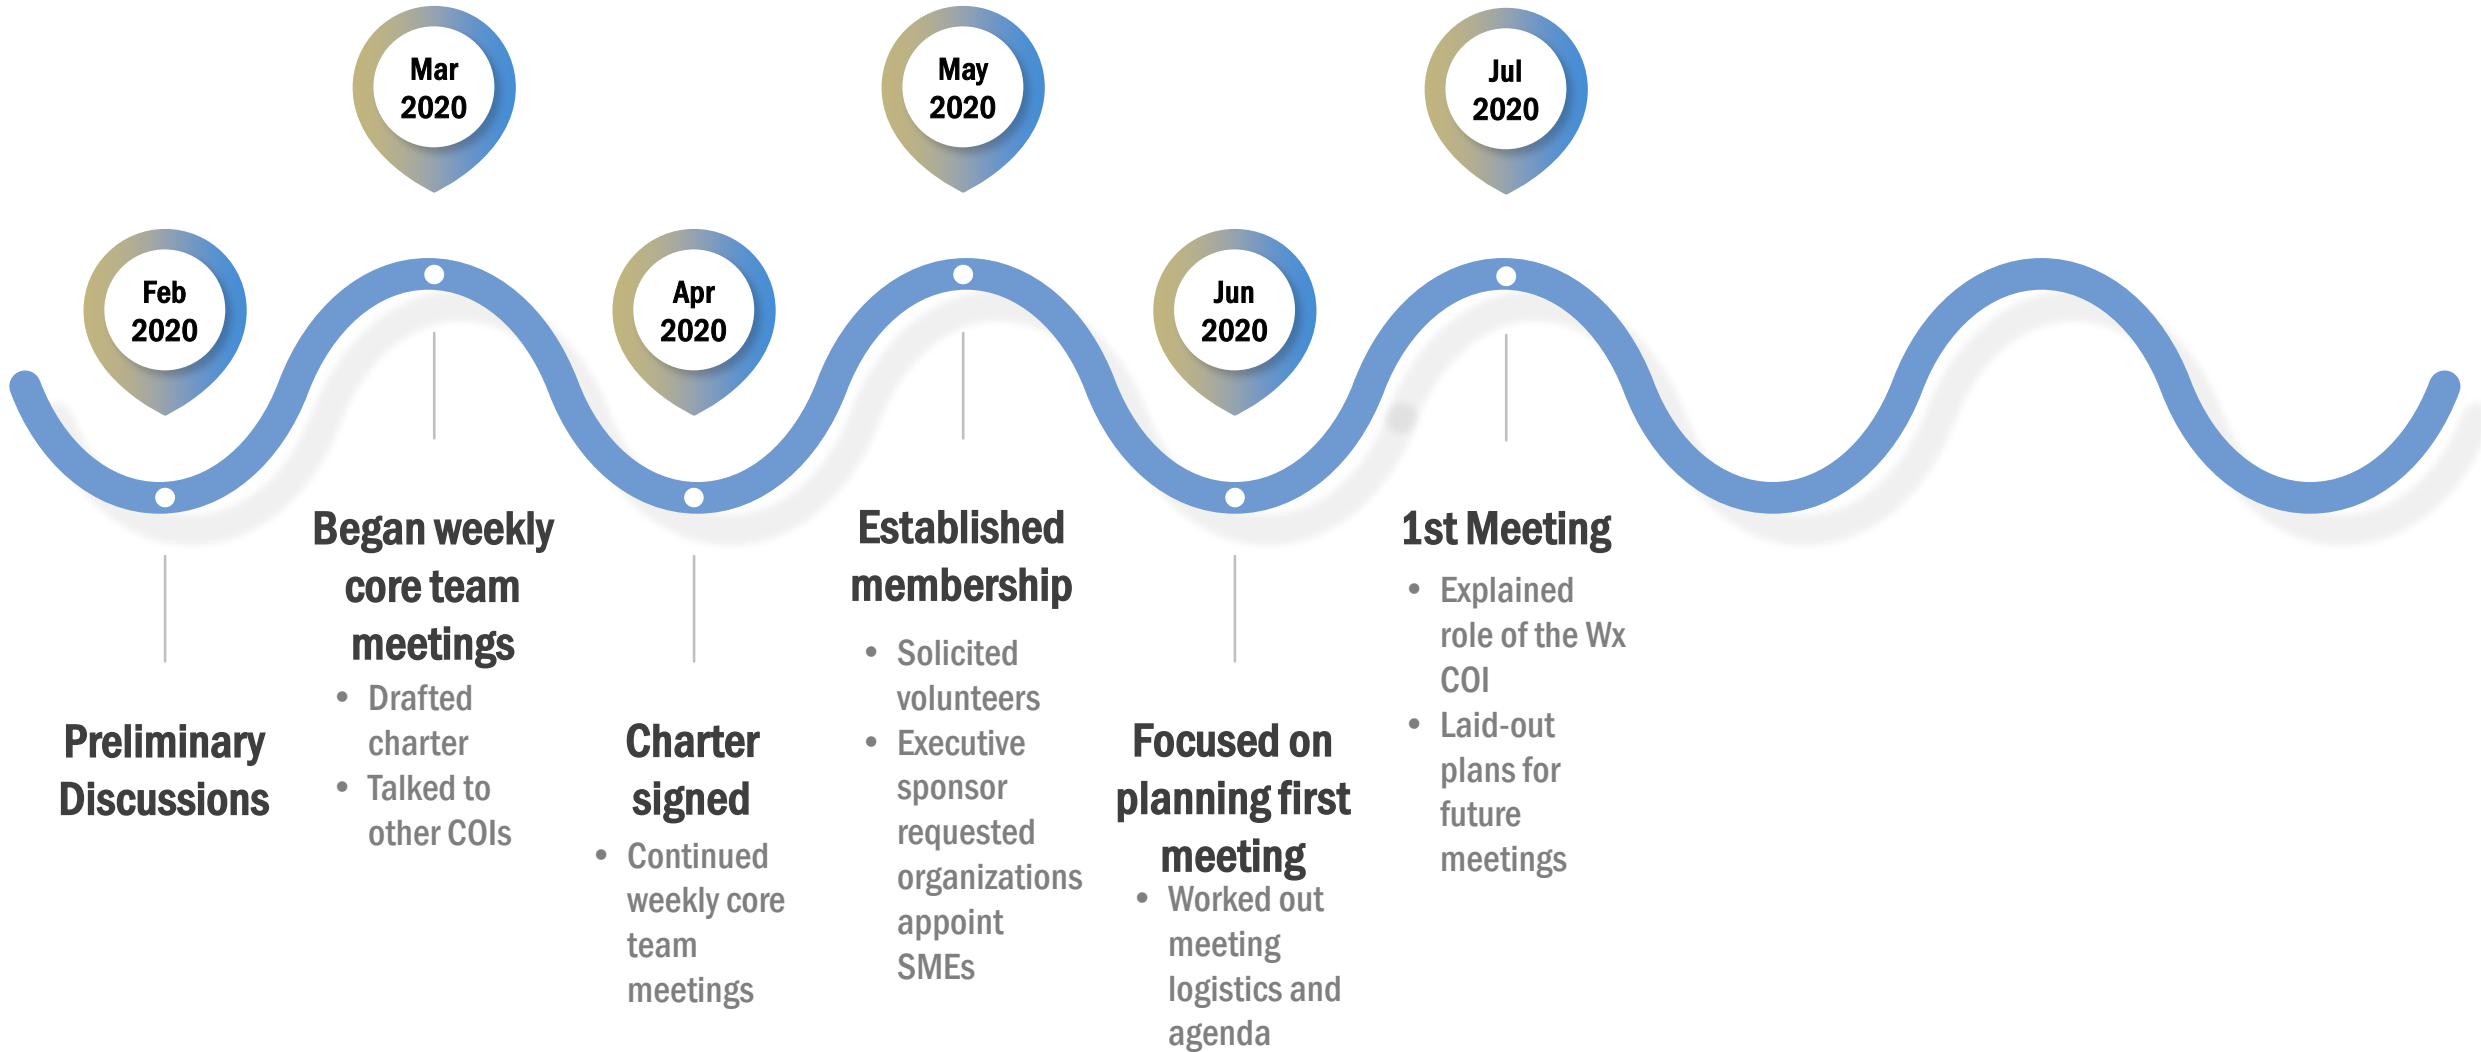 Mar
2020
May
2020
Jul
2020
Feb
2020
Apr
2020
Jun
2020
Preliminary
Discussions
Began weekly
core team
meetings
• Drafted
charter
• Talked to
other COIs
Charter
signed
• Continued
weekly core
team
meetings
Established
membership
• Solicited
volunteers
• Executive
sponsor
requested
organizations
appoint
SMEs
Focused on
planning first
meeting
• Worked out
meeting
logistics and
agenda
1st Meeting
• Explained
role of the Wx
COI
• Laid-out
plans for
future
meetings